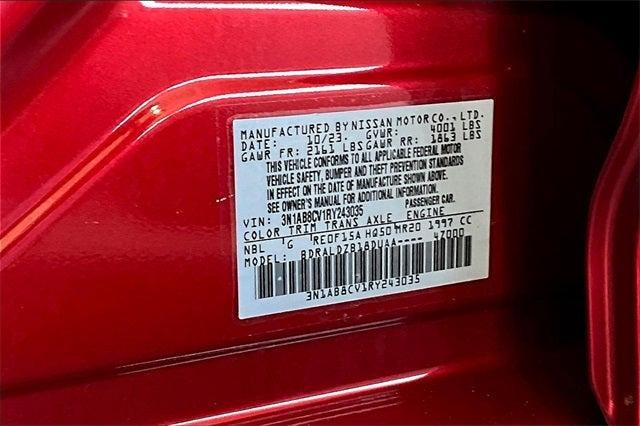 MANUFACTURED BY NISSAN MOTOR CO., LTD.
DATE: 10/23 GVWR: 4001 LBS
GAWR FR: 2161 LBS GAWR RR: 1863 LBS
THIS VEHICLE CONFORMS TO ALL APPLICABLE FEDERAL MOTOR
VEHICLE SAFETY, BUMPER AND THEFT PREVENTION STANDARDS
IN EFFECT ON THE DATE OF MANUFACTURE SHOWN ABOVE.
SEE OWNER'S MANUAL FOR ADDITIONAL INFORMATION.
VIN: 3N1AB8CV1RY243035 PASSENGER CAR.
COLOR TRIM TRANS AXLE ENGINE
NBL G RE0F15A HQ50 MR20 1997 CC
MODEL: BDRALDZB18DUAA---- 47000
3N1AB8CV1RY243035